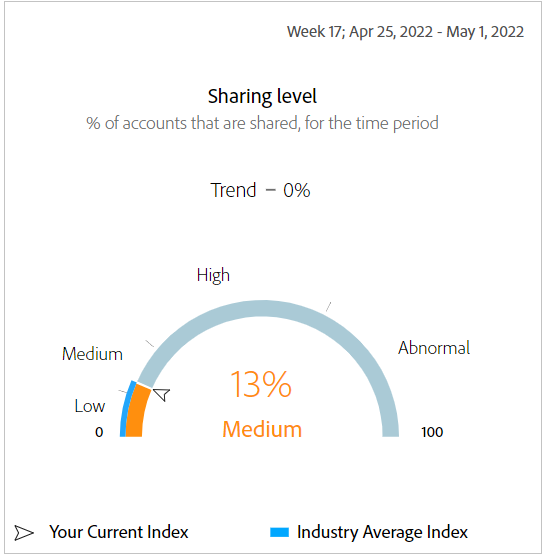 Week 17; Apr 25, 2022 - May 1, 2022
Sharing level
% of accounts that are shared, for the time period
Trend – 0%
High
Medium
Abnormal
13%
Low
Medium
0
100
Your Current Index
Industry Average Index